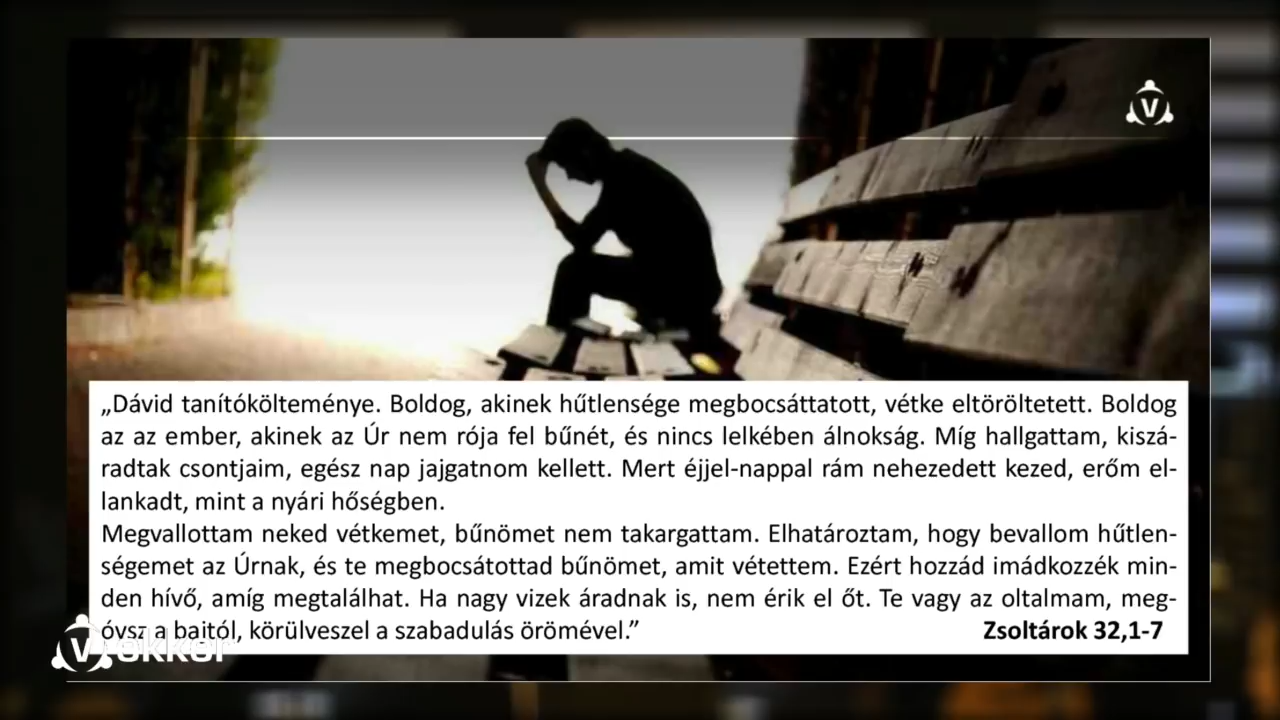 V
„Dávid tanítókölteménye. Boldog, akinek hűtlensége megbocsáttatott, vétke eltöröltetett. Boldog
az az ember, akinek az Úr nem rója fel bűnét, és nincs lelkében álnokság. Míg hallgattam, kiszá-
radtak csontjaim, egész nap jajgatnom kellett. Mert éjjel-nappal rám nehezedett kezed, erőm el-
lankadt, mint a nyári hőségben.
Megvallottam neked vétkemet, bűnömet nem takargattam. Elhatároztam, hogy bevallom hűtlen-
ségemet az Úrnak, és te megbocsátottad bűnömet, amit vétettem. Ezért hozzád imádkozzék min-
den hívő, amíg megtalálhat. Ha nagy vizek áradnak is, nem érik el őt. Te vagy az oltalmam, meg-
óvsz a bajtól, körülveszel a szabadulás örömével.” Zsoltárok 32,1-7
V